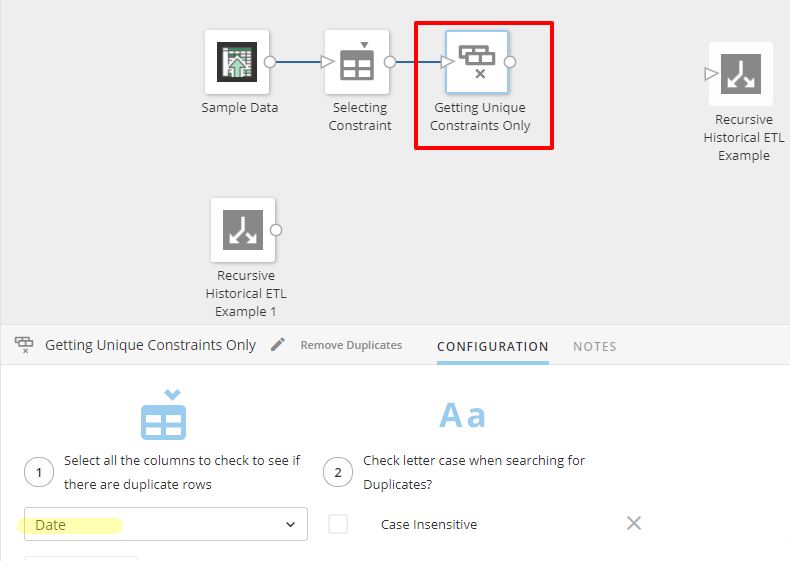 Sample Data
Selecting
Constraint
Getting Unique
Constraints Only
Recursive
Historical ETL
Example
Recursive
Historical ETL
Example 1
Getting Unique Constraints Only
Remove Duplicates
CONFIGURATION
NOTES
Aa
1
Select all the columns to check to see if
there are duplicate rows
2
Check letter case when searching for
Duplicates?
Date
Case Insensitive